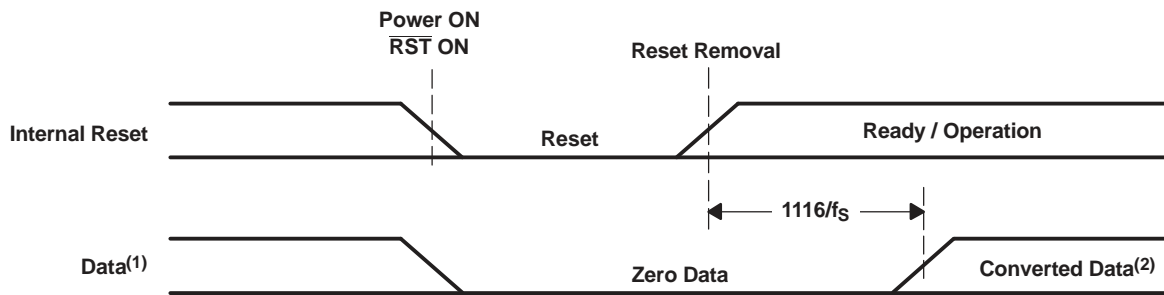 Power ON
RST ON
Reset Removal
Internal Reset
Reset
Ready / Operation
1116/fS
Data(1)
Zero Data
Converted Data(2)